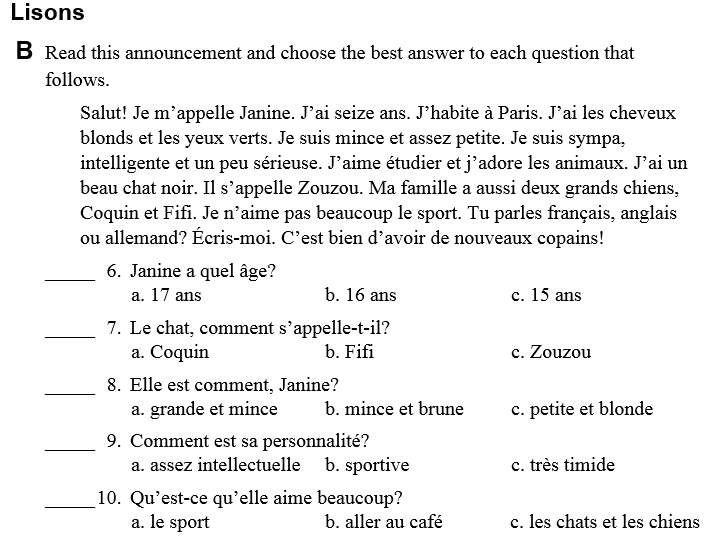 Lisons
B Read this announcement and choose the best answer to each question that
follows.
Salut! Je m’appelle Janine. J’ai seize ans. J’habite à Paris. J’ai les cheveux
blonds et les yeux verts. Je suis mince et assez petite. Je suis sympa,
intelligente et un peu sérieuse. J’aime étudier et j’adore les animaux. J’ai un
beau chat noir. Il s’appelle Zouzou. Ma famille a aussi deux grands chiens,
Coquin et Fifi. Je n’aime pas beaucoup le sport. Tu parles français, anglais
ou allemand? Écris-moi. C’est bien d’avoir de nouveaux copains!
_____ 6. Janine a quel âge?
a. 17 ans b. 16 ans c. 15 ans
_____ 7. Le chat, comment s’appelle-t-il?
a. Coquin b. Fifi c. Zouzou
_____ 8. Elle est comment, Janine?
a. grande et mince b. mince et brune c. petite et blonde
_____ 9. Comment est sa personnalité?
a. assez intellectuelle b. sportive c. très timide
_____ 10. Qu’est-ce qu’elle aime beaucoup?
a. le sport b. aller au café c. les chats et les chiens